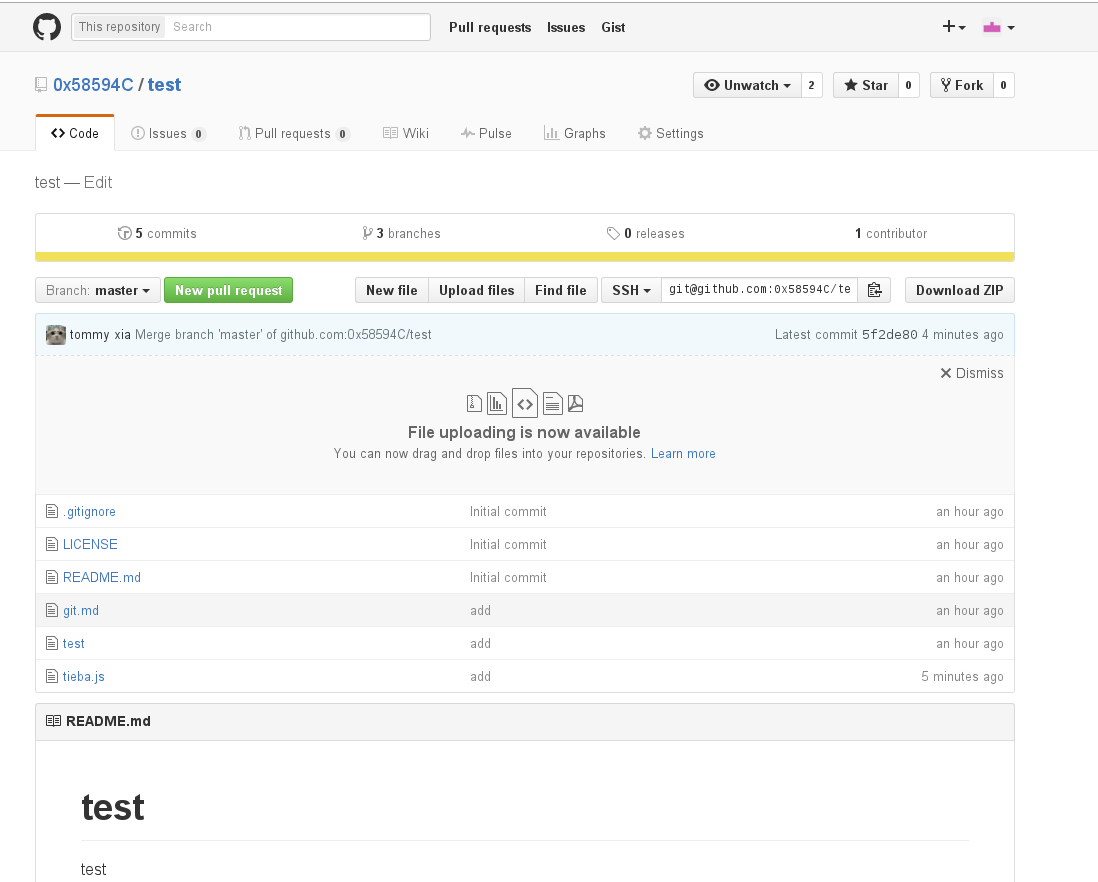 This repository Search Pull requests Issues Gist
0x58594C / test Unwatch 2 Star 0 Fork 0
Code Issues 0 Pull requests 0 Wiki Pulse Graphs Settings
test — Edit
5 commits 3 branches 0 releases 1 contributor
Branch: master New pull request New file Upload files Find file SSH git@github.com:0x58594C/te Download ZIP
tommy xia Merge branch 'master' of github.com:0x58594C/test Latest commit 5f2de80 4 minutes ago
Dismiss
File uploading is now available
You can now drag and drop files into your repositories. Learn more
.gitignore Initial commit an hour ago
LICENSE Initial commit an hour ago
README.md Initial commit an hour ago
git.md add an hour ago
test add an hour ago
tieba.js add 5 minutes ago
README.md
test
test